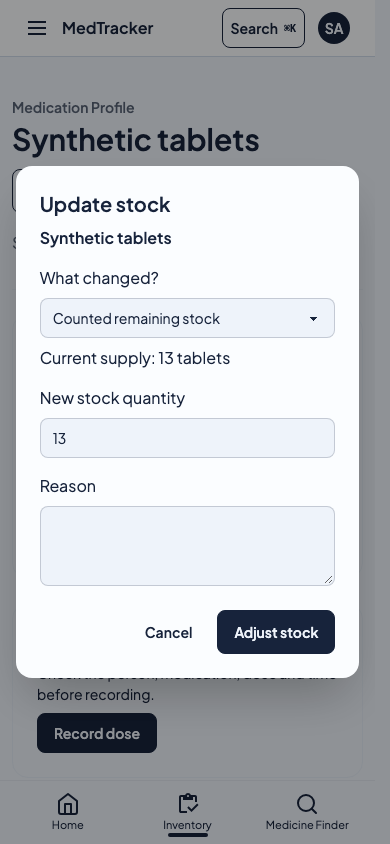 MedTracker
Search ⌘K
SA
Medication Profile
Synthetic tablets
Update stock
Synthetic tablets
What changed?
Counted remaining stock
Current supply: 13 tablets
New stock quantity
13
Reason
Cancel
Adjust stock
before recording.
Record dose
Home
Inventory
Medicine Finder